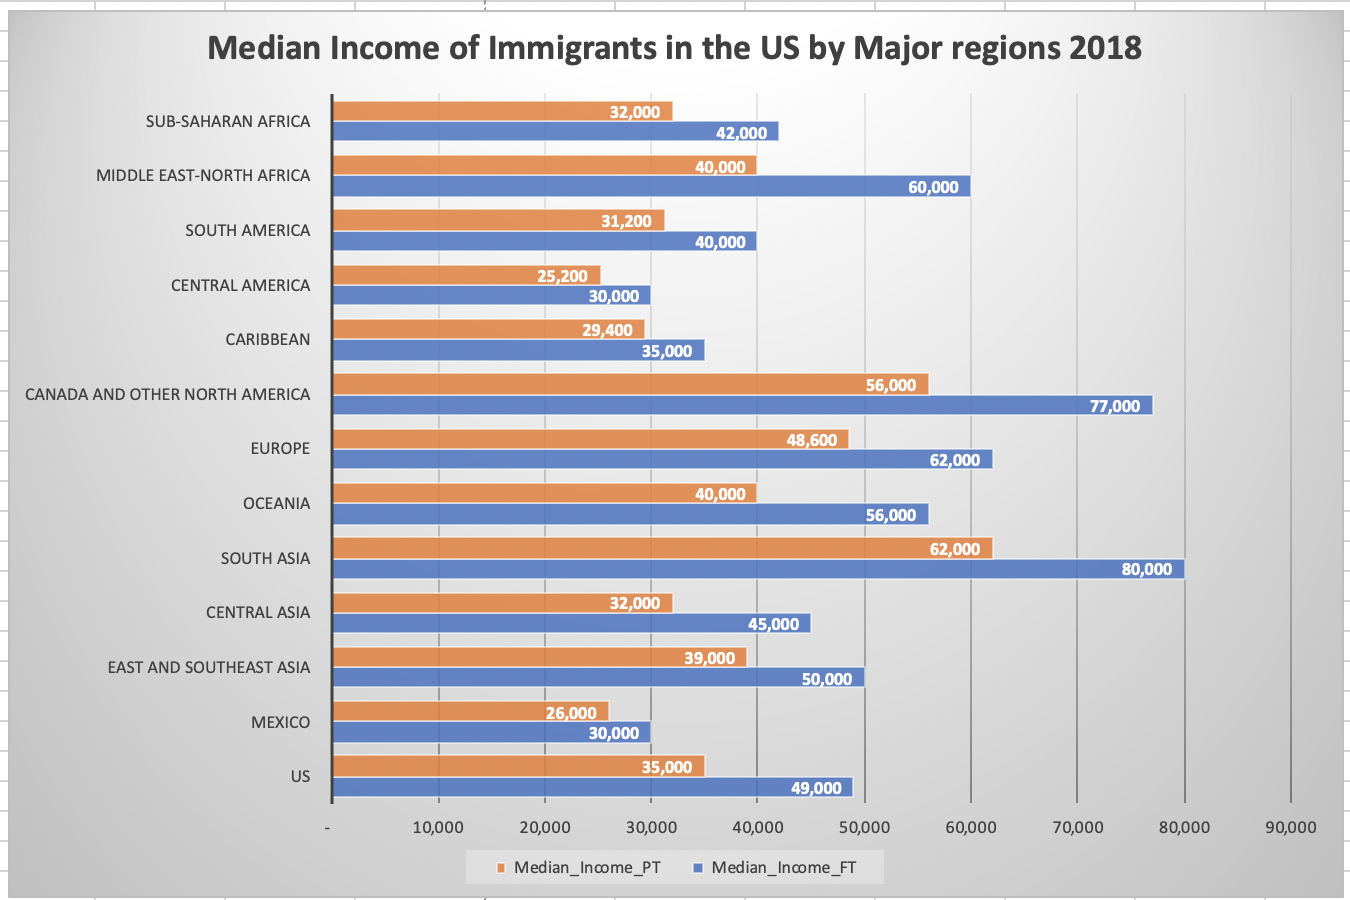 Median Income of Immigrants in the US by Major regions 2018
SUB-SAHARAN AFRICA
32,000
42,000
MIDDLE EAST-NORTH AFRICA
40,000
60,000
SOUTH AMERICA
31,200
40,000
CENTRAL AMERICA
25,200
30,000
CARIBBEAN
29,400
35,000
CANADA AND OTHER NORTH AMERICA
56,000
77,000
EUROPE
48,600
62,000
OCEANIA
40,000
56,000
SOUTH ASIA
62,000
80,000
CENTRAL ASIA
32,000
45,000
EAST AND SOUTHEAST ASIA
39,000
50,000
MEXICO
26,000
30,000
US
35,000
49,000
- 10,000 20,000 30,000 40,000 50,000 60,000 70,000 80,000 90,000
Median_Income_PT Median_Income_FT